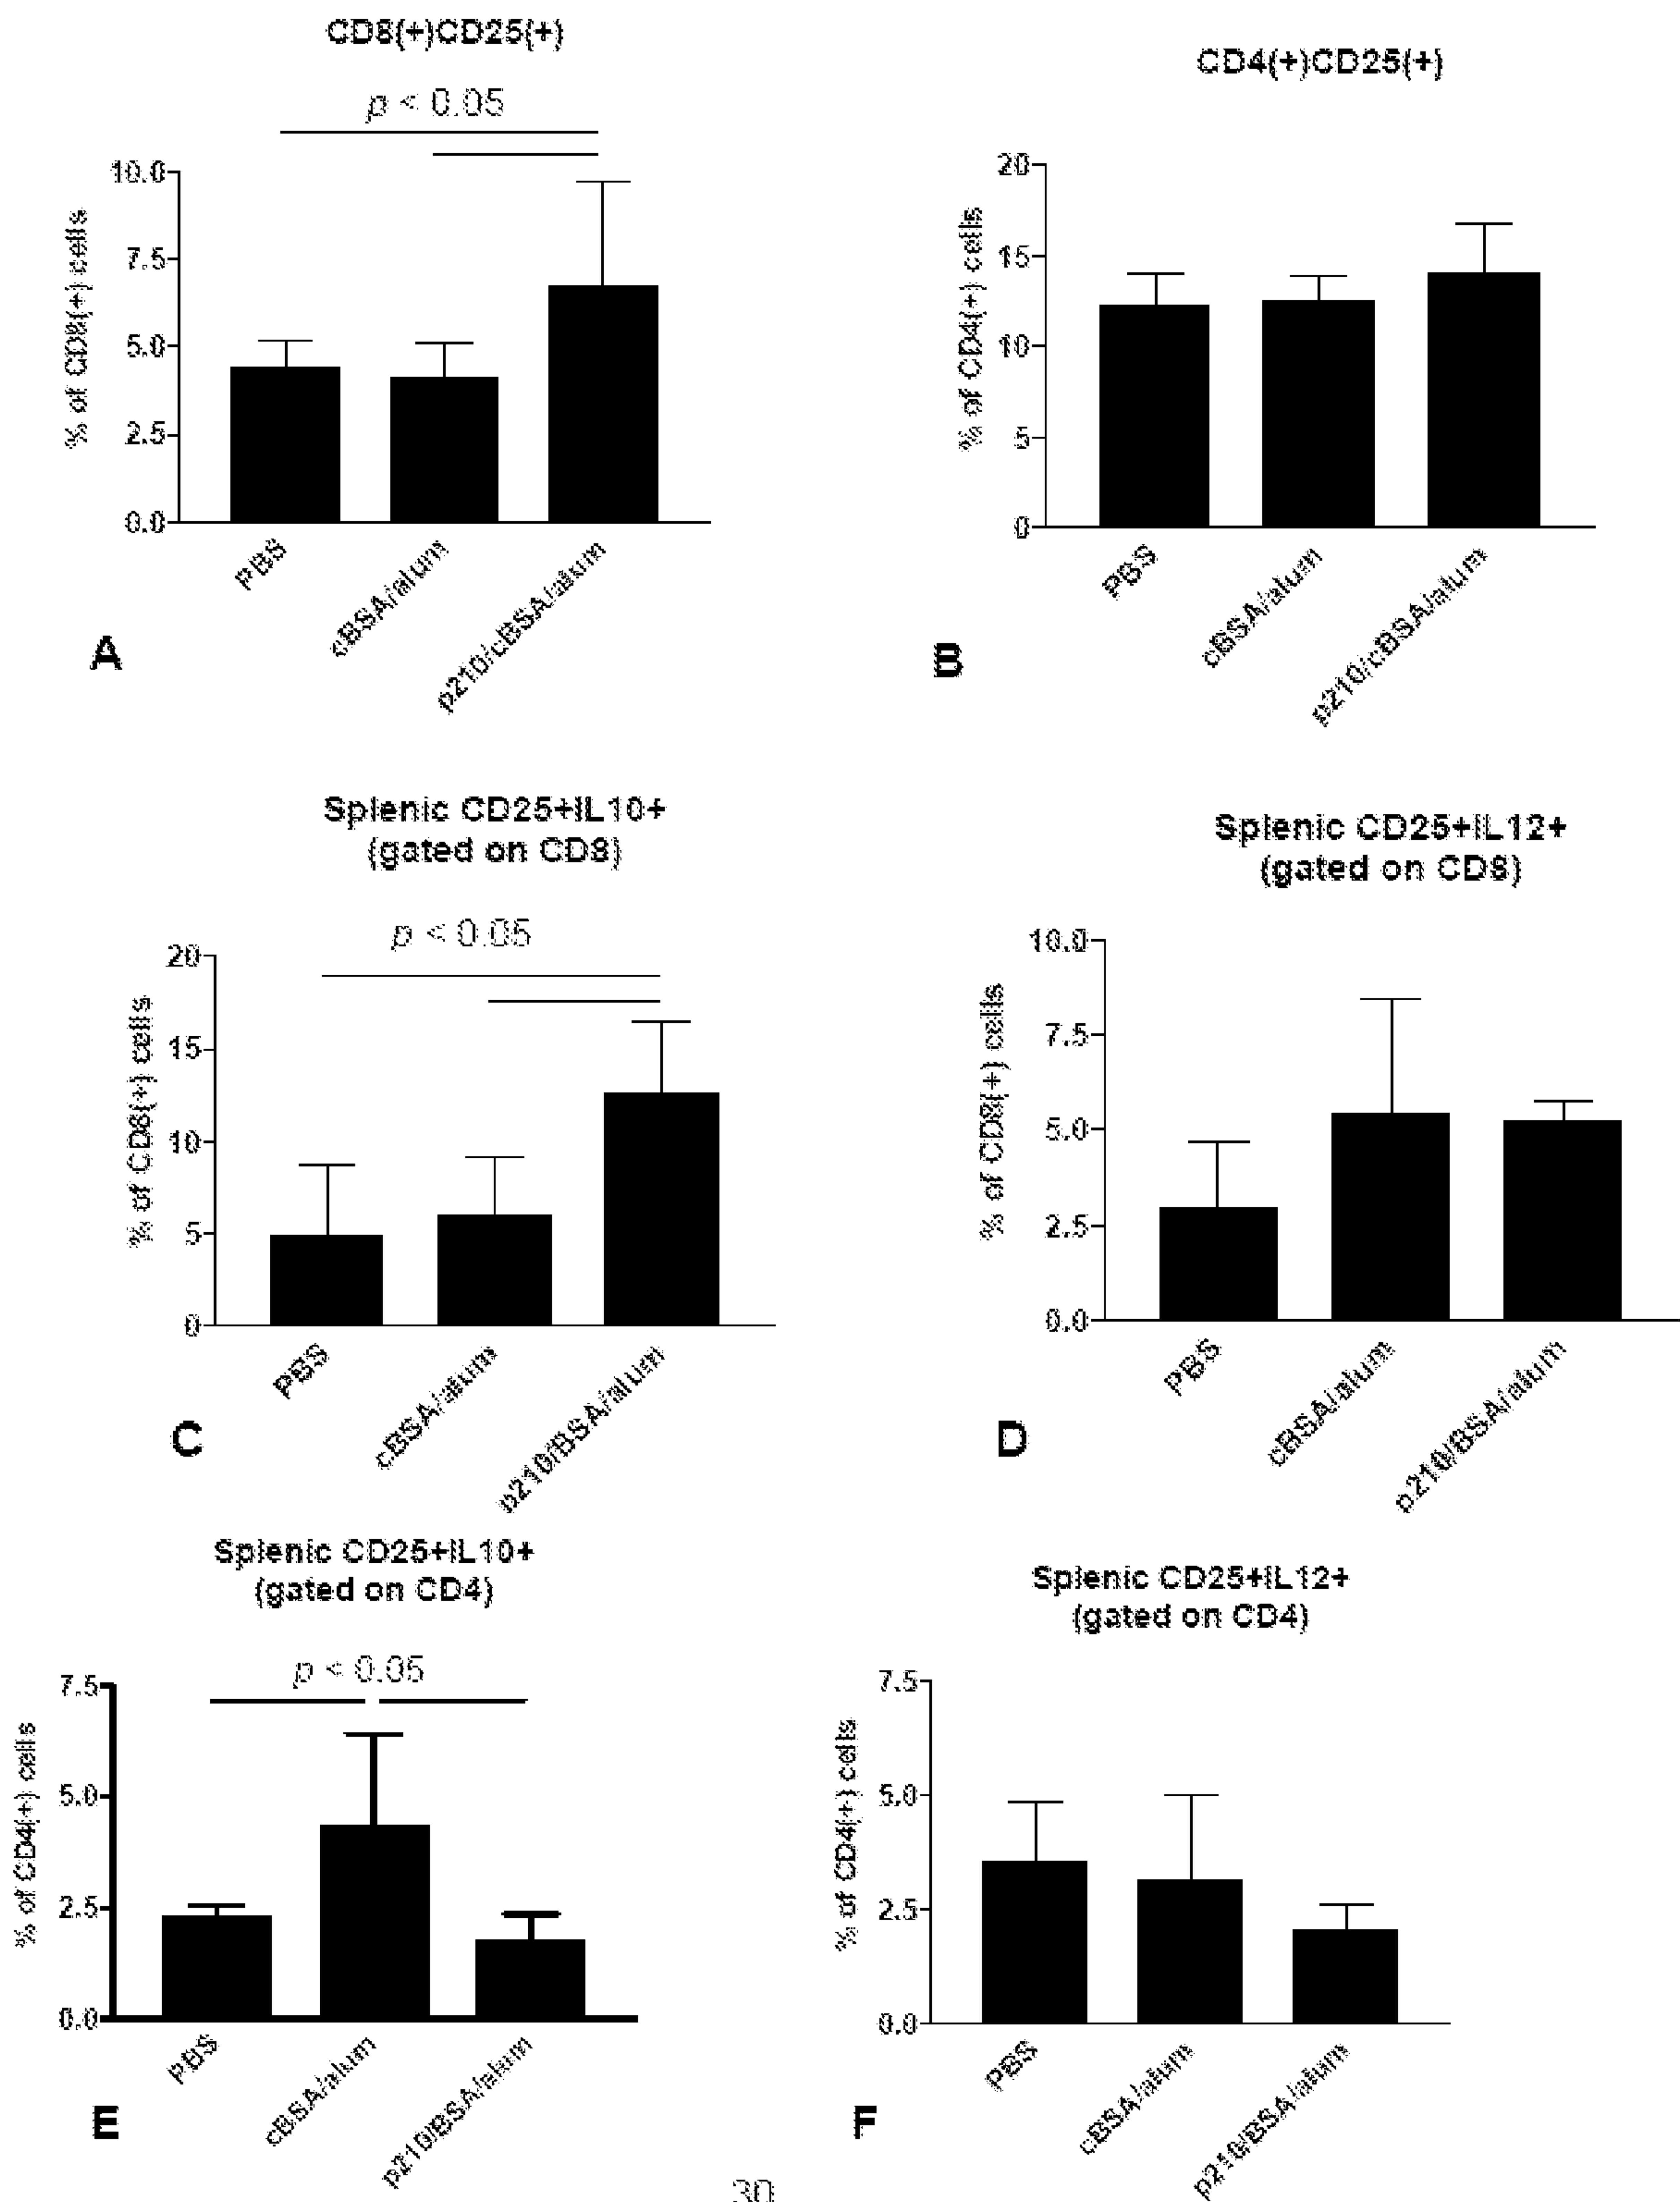 CD8(+)CD25(+)
p < 0.05
% of CD8(+) cells
10.0
7.5
5.0
2.5
0.0
PBS
cBSA/alum
p210/cBSA/alum
A
CD4(+)CD25(+)
% of CD4(+) cells
20
15
10
5
0
PBS
cBSA/alum
p210/cBSA/alum
B
Splenic CD25+IL10+
(gated on CD8)
p < 0.05
% of CD8(+) cells
20
15
10
5
0
PBS
cBSA/alum
p210/BSA/alum
C
Splenic CD25+IL12+
(gated on CD8)
% of CD8(+) cells
10.0
7.5
5.0
2.5
0.0
PBS
cBSA/alum
p210/BSA/alum
D
Splenic CD25+IL10+
(gated on CD4)
p < 0.05
% of CD4(+) cells
7.5
5.0
2.5
0.0
PBS
cBSA/alum
p210/BSA/alum
E
Splenic CD25+IL12+
(gated on CD4)
% of CD4(+) cells
7.5
5.0
2.5
0.0
PBS
cBSA/alum
p210/BSA/alum
F
30